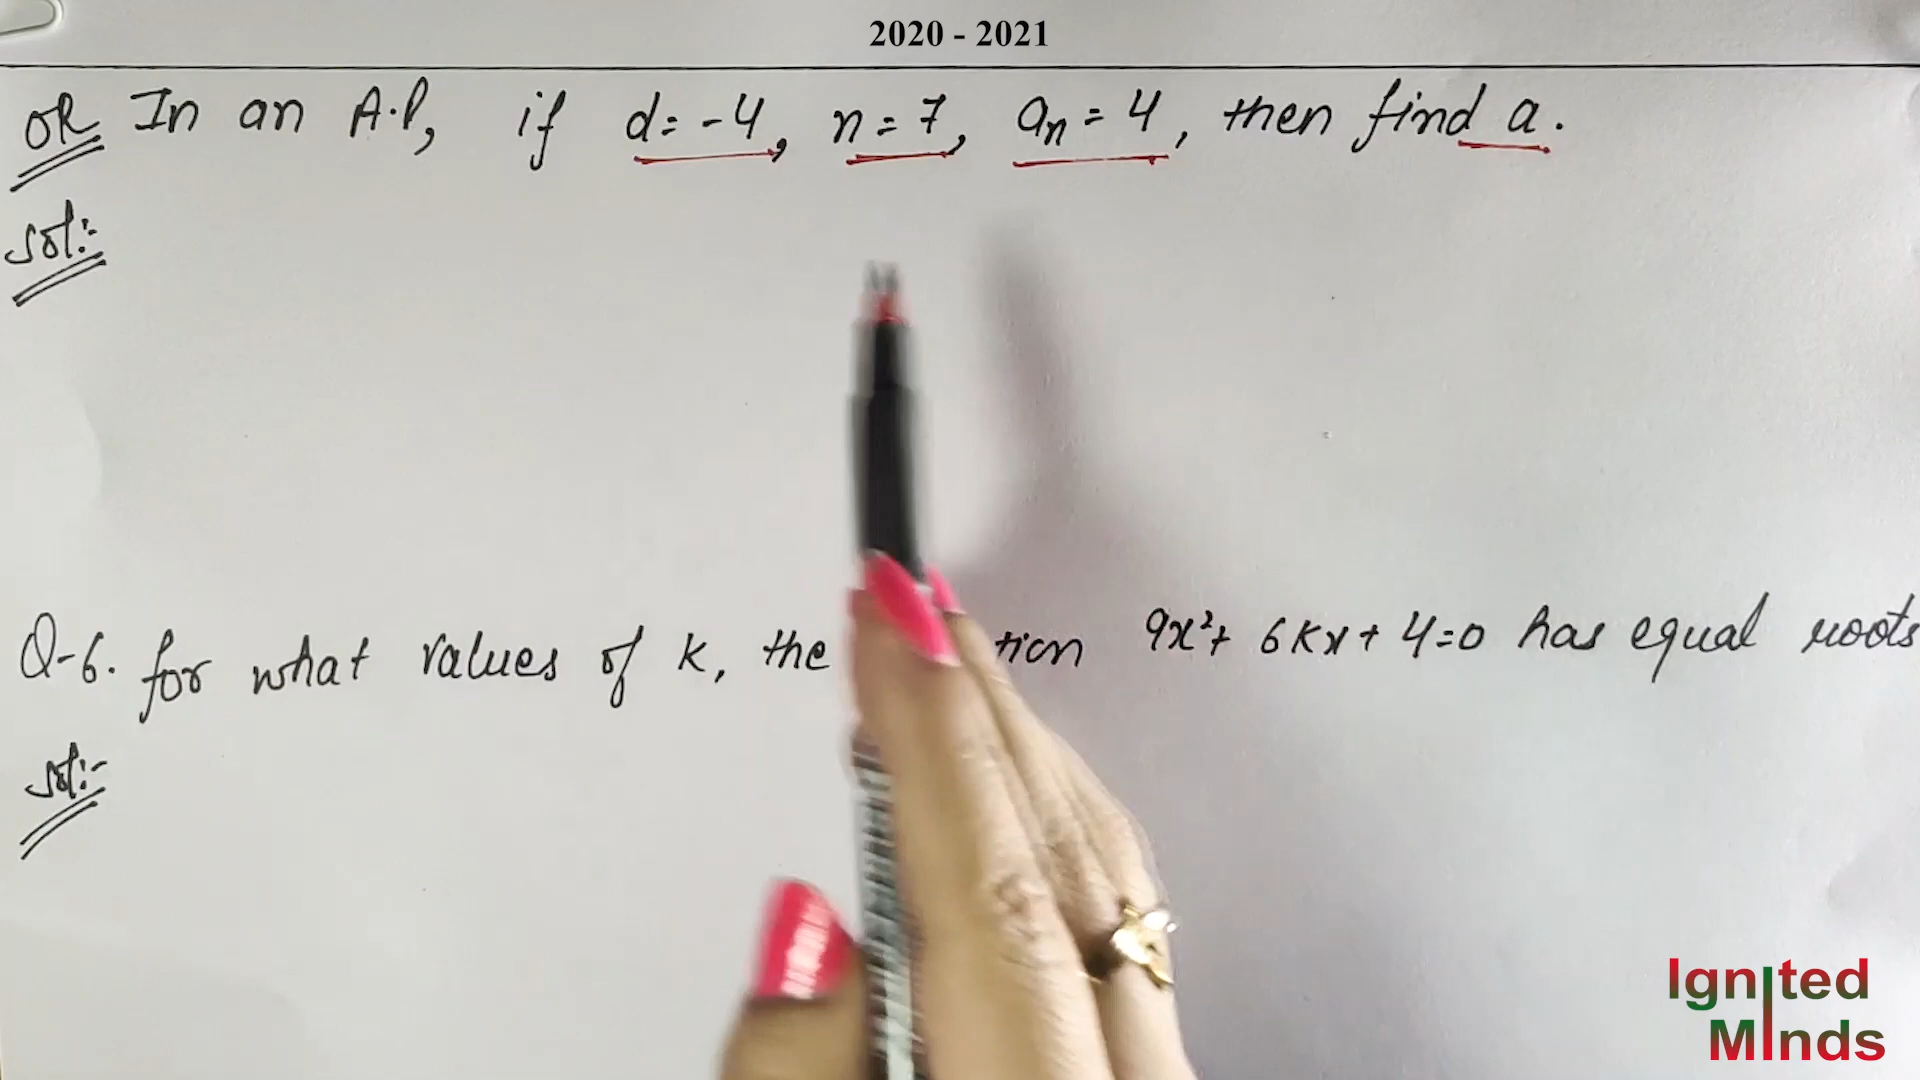 2020 - 2021
OR In an A.P, if d = -4, n = 7, aₙ = 4, then find a.
Sol:-
Q-6. for what values of k, the tion 9x² + 6kx + 4 = 0 has equal roots
Sol:-
Ignited
Minds